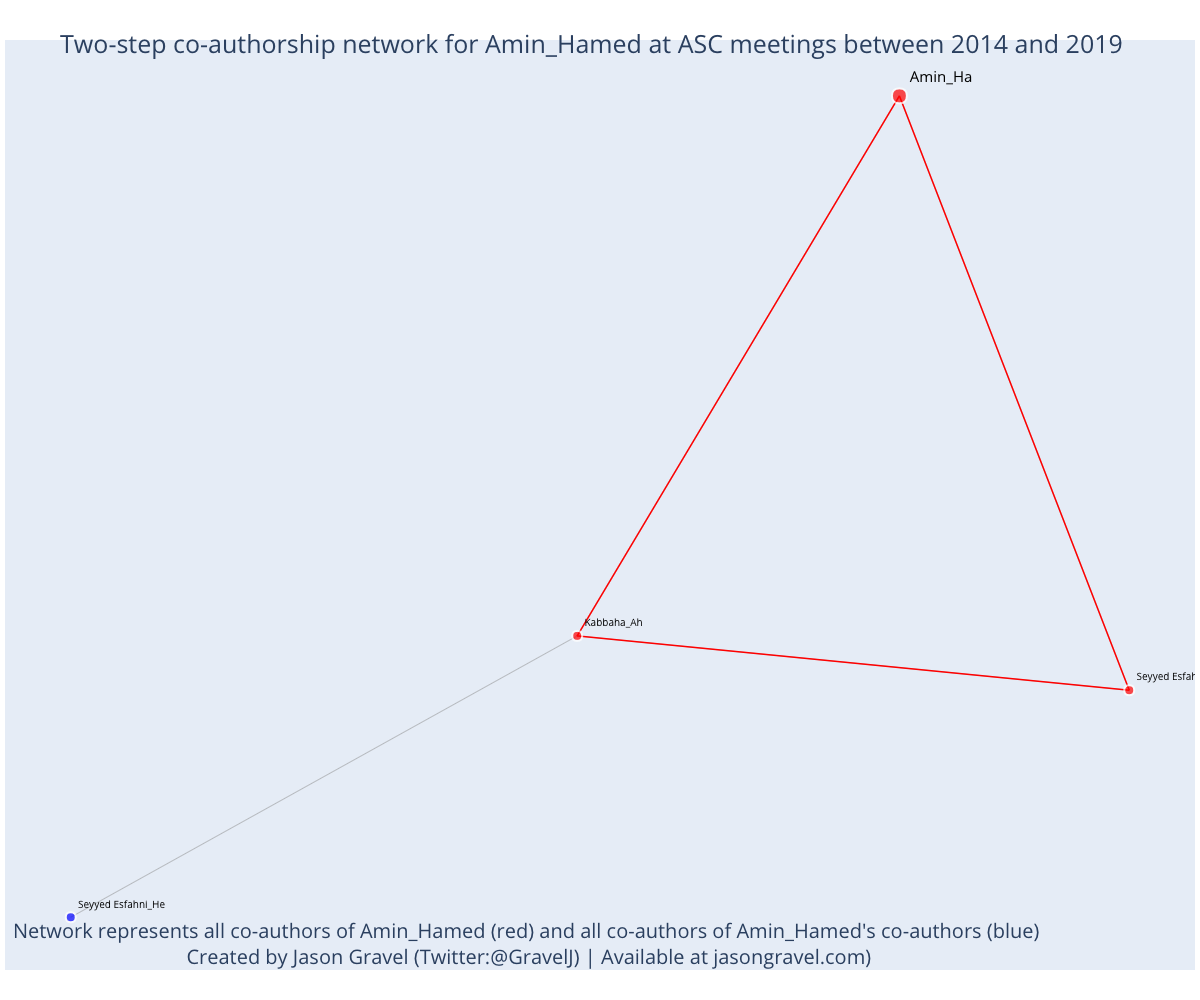 Two-step co-authorship network for Amin_Hamed at ASC meetings between 2014 and 2019
Amin_Ha
Kabbaha_Ah
Seyyed Esfah
Seyyed Esfahni_He
Network represents all co-authors of Amin_Hamed (red) and all co-authors of Amin_Hamed's co-authors (blue)
Created by Jason Gravel (Twitter:@GravelJ) | Available at jasongravel.com)